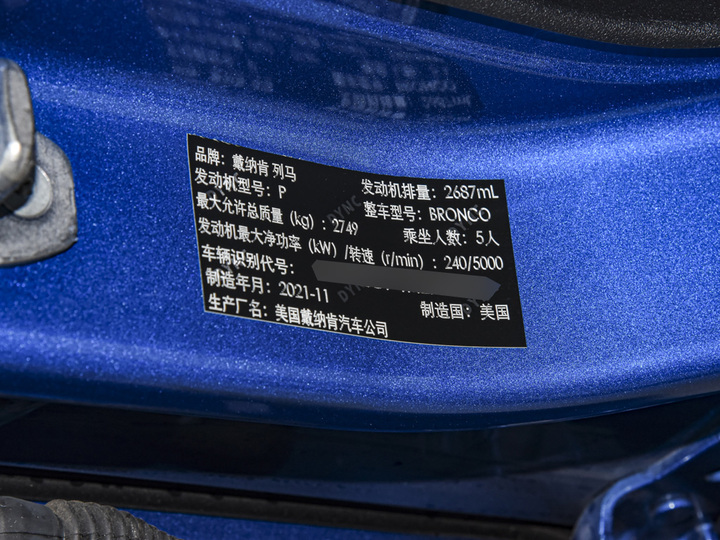 品牌：戴纳肯 列马
发动机型号：P 发动机排量：2687mL
最大允许总质量 (kg)：2749 整车型号：BRONCO
乘坐人数：5人
发动机最大净功率 (kW) /转速 (r/min)：240/5000
车辆识别代号：
制造年月：2021-11 制造国：美国
生产厂名：美国戴纳肯汽车公司